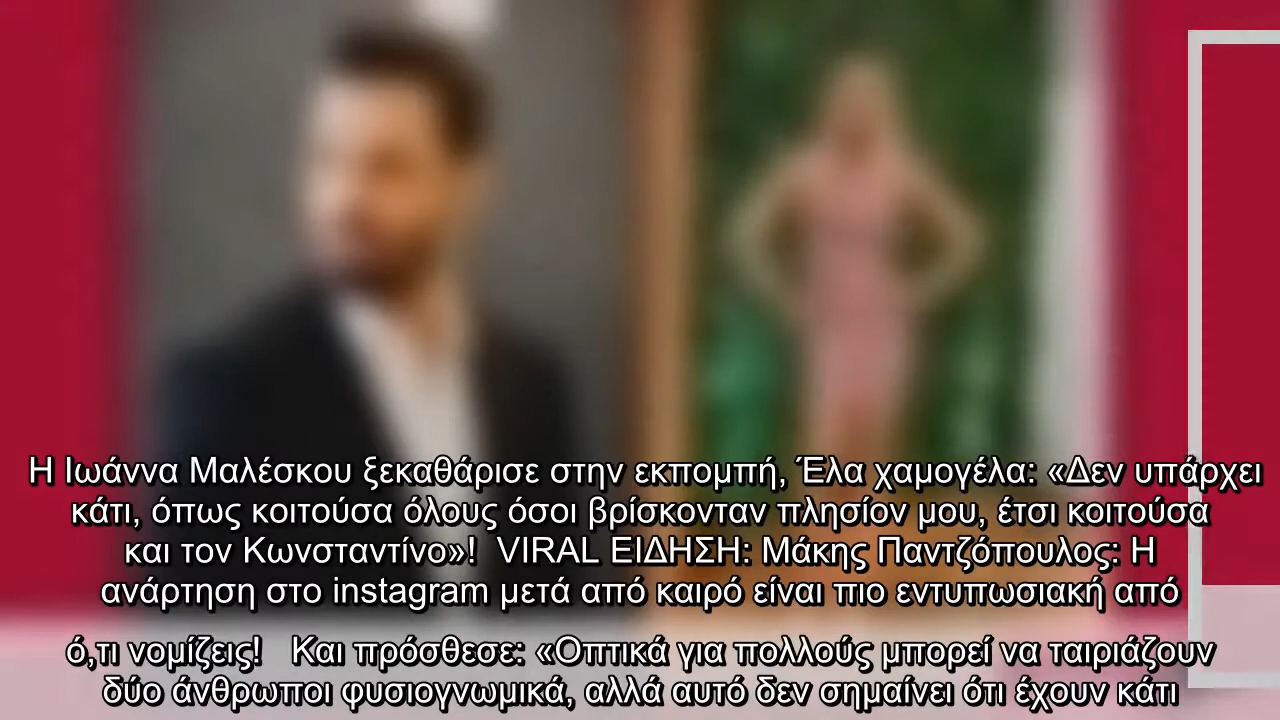 Η Ιωάννα Μαλέσκου ξεκαθάρισε στην εκπομπή, Έλα χαμογέλα: «Δεν υπάρχει
κάτι, όπως κοιτούσα όλους όσοι βρίσκονταν πλησίον μου, έτσι κοιτούσα
και τον Κωνσταντίνο»!  VIRAL ΕΙΔΗΣΗ: Μάκης Παντζόπουλος: Η
ανάρτηση στο instagram μετά από καιρό είναι πιο εντυπωσιακή από
ό,τι νομίζεις!   Και πρόσθεσε: «Οπτικά για πολλούς μπορεί να ταιριάζουν
δύο άνθρωποι φυσιογνωμικά, αλλά αυτό δεν σημαίνει ότι έχουν κάτι